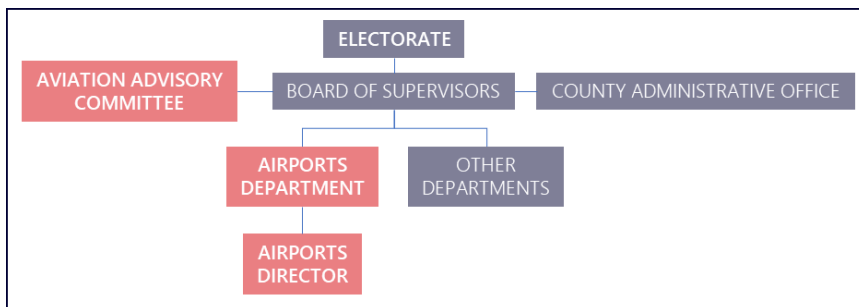 ELECTORATE
AVIATION ADVISORY
COMMITTEE
BOARD OF SUPERVISORS
COUNTY ADMINISTRATIVE OFFICE
AIRPORTS
DEPARTMENT
OTHER
DEPARTMENTS
AIRPORTS
DIRECTOR